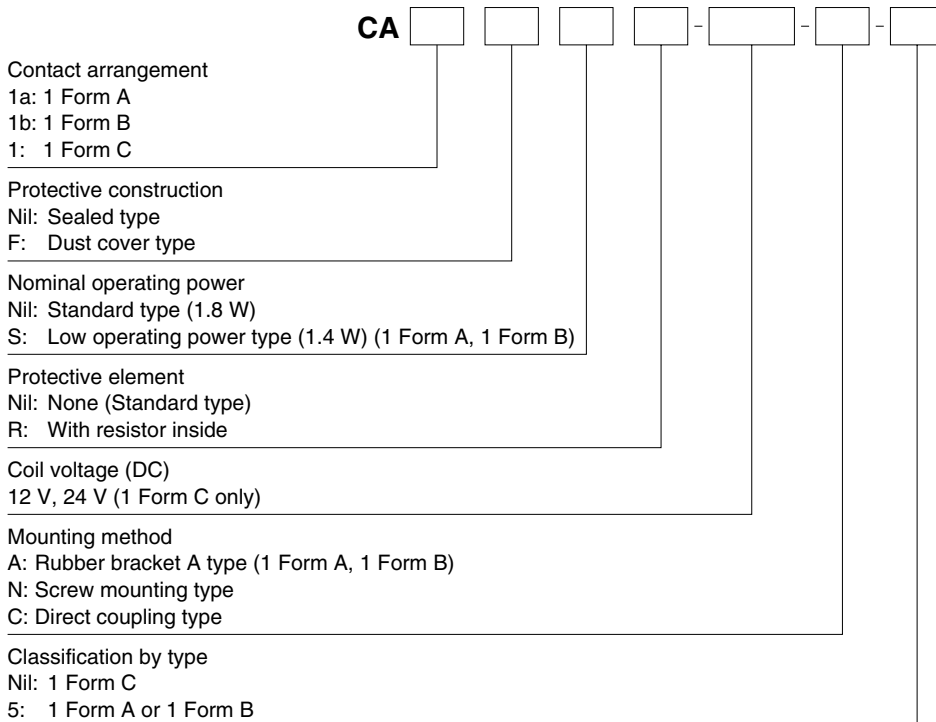 CA - - -
Contact arrangement
1a: 1 Form A
1b: 1 Form B
1: 1 Form C
Protective construction
Nil: Sealed type
F: Dust cover type
Nominal operating power
Nil: Standard type (1.8 W)
S: Low operating power type (1.4 W) (1 Form A, 1 Form B)
Protective element
Nil: None (Standard type)
R: With resistor inside
Coil voltage (DC)
12 V, 24 V (1 Form C only)
Mounting method
A: Rubber bracket A type (1 Form A, 1 Form B)
N: Screw mounting type
C: Direct coupling type
Classification by type
Nil: 1 Form C
5: 1 Form A or 1 Form B